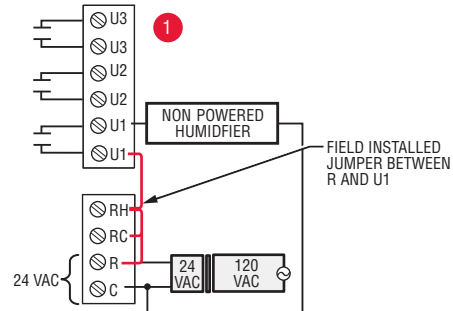 U3
1
U3
U2
U2
U1
NON POWERED
HUMIDFIER
U1
FIELD INSTALLED
JUMPER BETWEEN
R AND U1
RH
RC
R
24 VAC
C
24
VAC
120
VAC